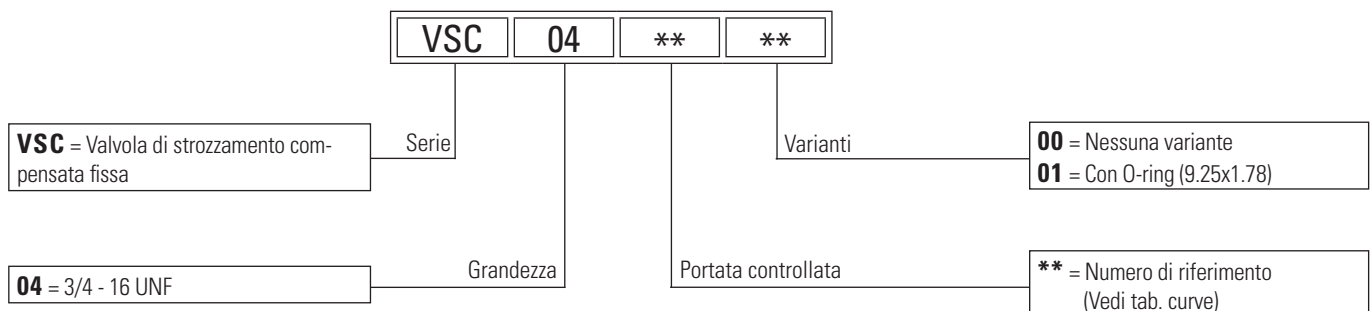 VSC 04 ** **
VSC = Valvola di strozzamento com-
pensata fissa
Serie
Varianti
00 = Nessuna variante
01 = Con O-ring (9.25x1.78)
04 = 3/4 - 16 UNF
Grandezza
Portata controllata
** = Numero di riferimento
(Vedi tab. curve)